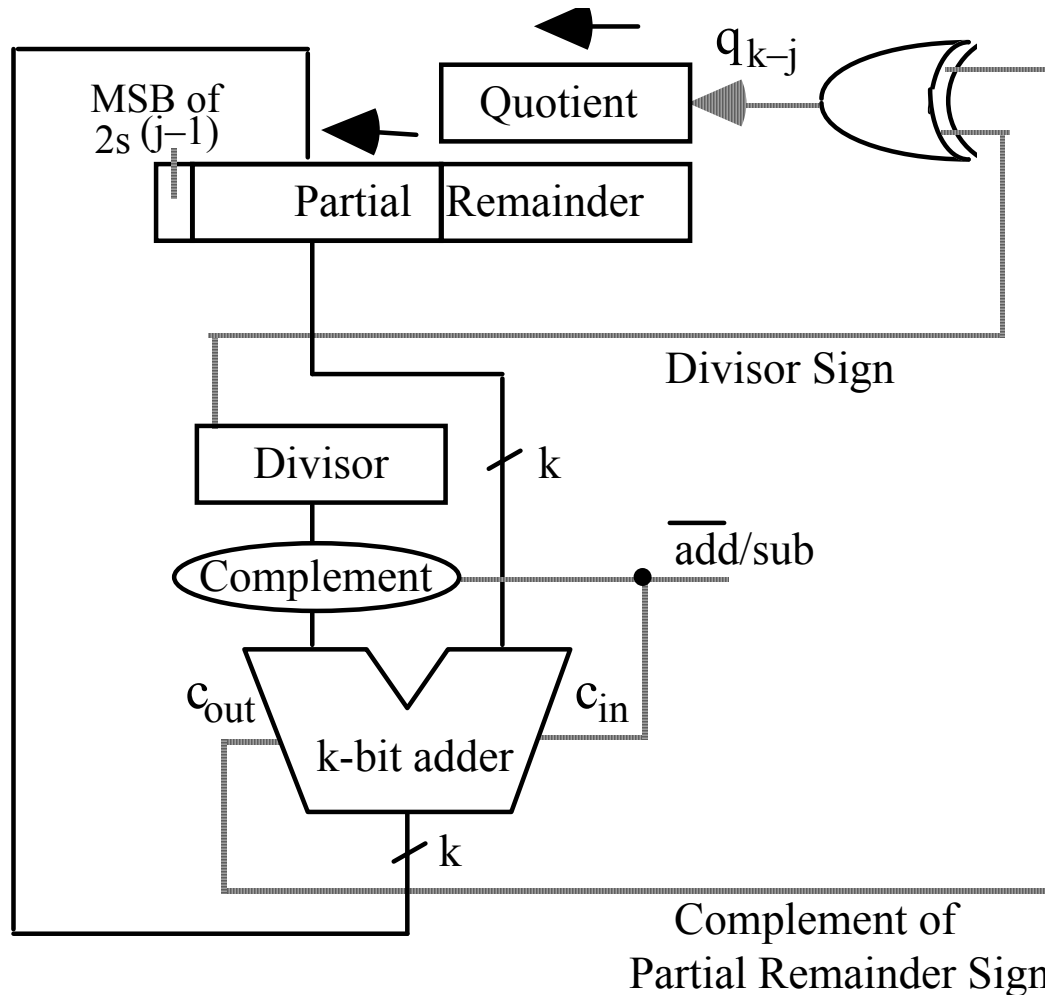 q k–j
Quotient
MSB of
2s (j–1)
Partial Remainder
Divisor Sign
Divisor
k
add/sub
Complement
c out
c in
k-bit adder
k
Complement of
Partial Remainder Sign